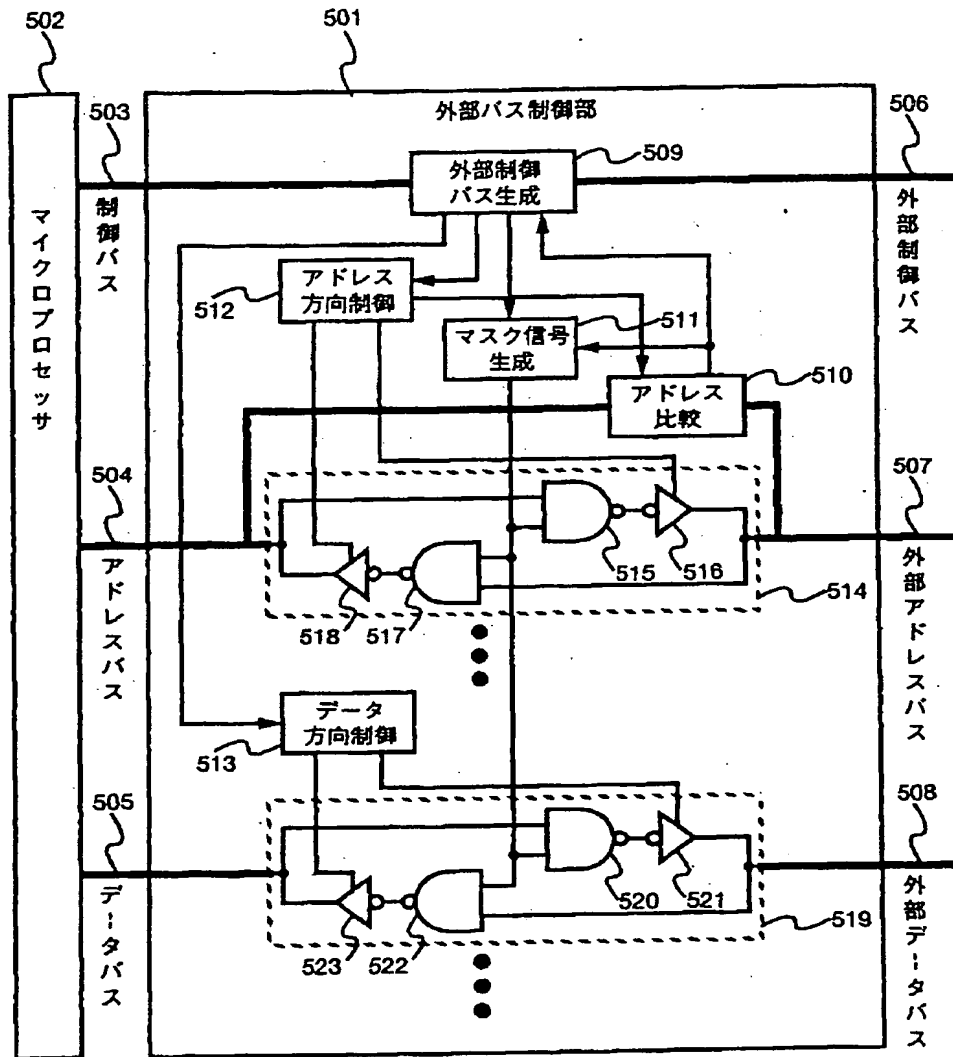 502
501
503
外部バス制御部
506
509
外部制御
バス生成
制御バス
外部制御バス
マイクロプロセッサ
512
アドレス
方向制御
511
マスク信号
生成
510
アドレス
比較
504
507
515
516
514
518
517
アドレスバス
外部アドレスバス
データ
方向制御
513
505
508
520
521
519
523
522
データバス
外部データバス